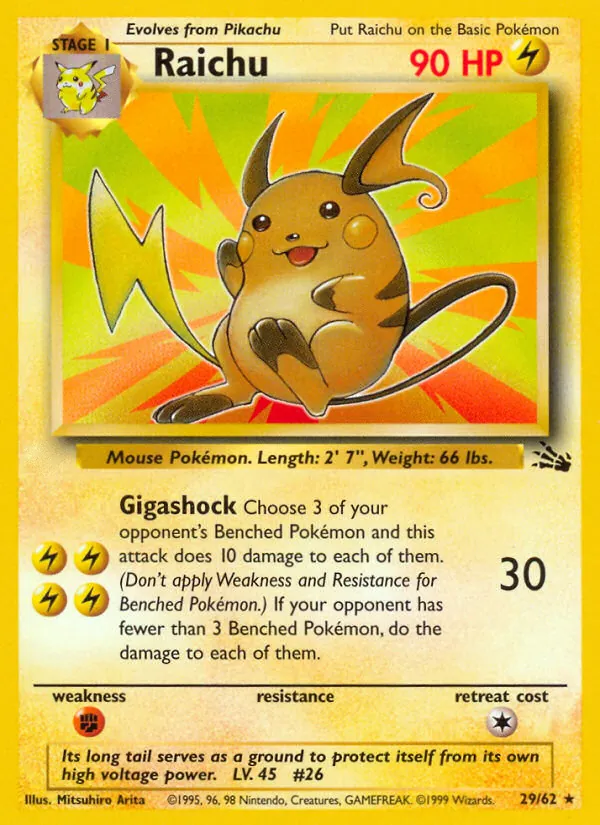 Evolves from Pikachu
Put Raichu on the Basic Pokémon
STAGE I
Raichu
90 HP
Mouse Pokémon. Length: 2' 7", Weight: 66 lbs.
Gigashock Choose 3 of your
opponent's Benched Pokémon and this
attack does 10 damage to each of them.
(Don't apply Weakness and Resistance for
Benched Pokémon.) If your opponent has
fewer than 3 Benched Pokémon, do the
damage to each of them.
30
weakness
resistance
retreat cost
Its long tail serves as a ground to protect itself from its own
high voltage power. LV. 45 #26
Illus. Mitsuhiro Arita
©1995, 96, 98 Nintendo, Creatures, GAMEFREAK. ©1999 Wizards.
29/62 ★